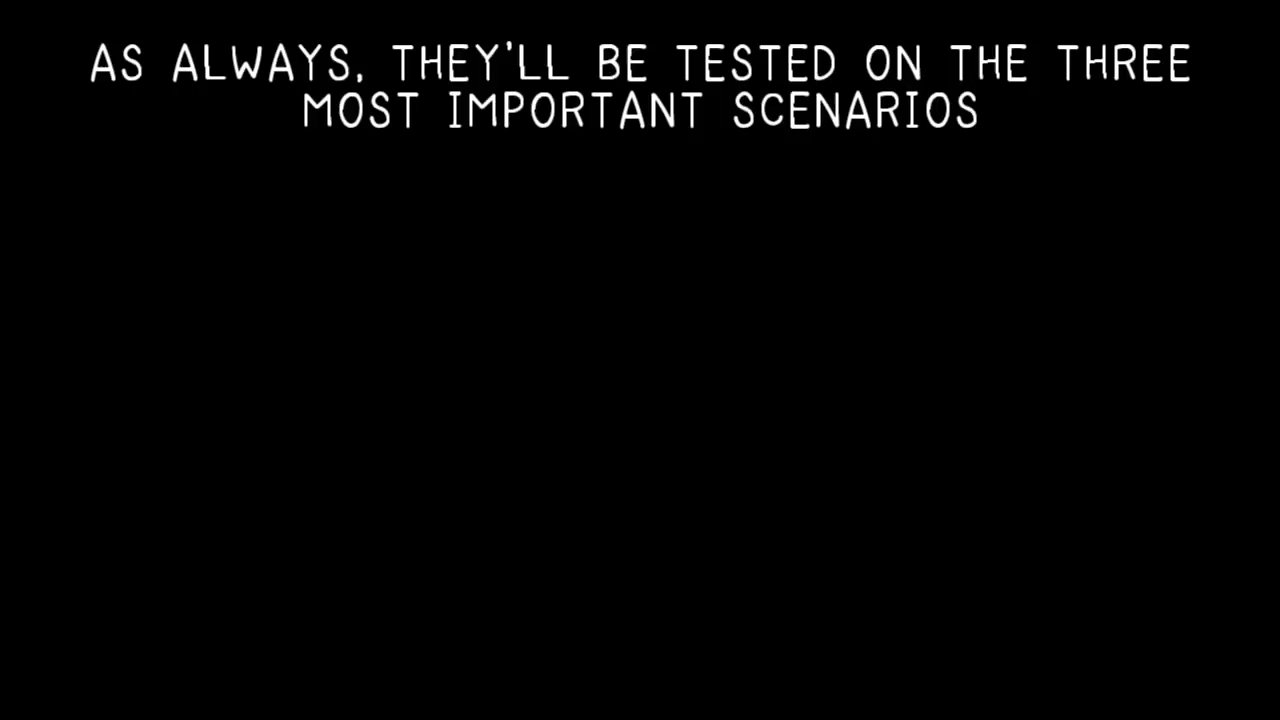 AS ALWAYS, THEY'LL BE TESTED ON THE THREE
MOST IMPORTANT SCENARIOS